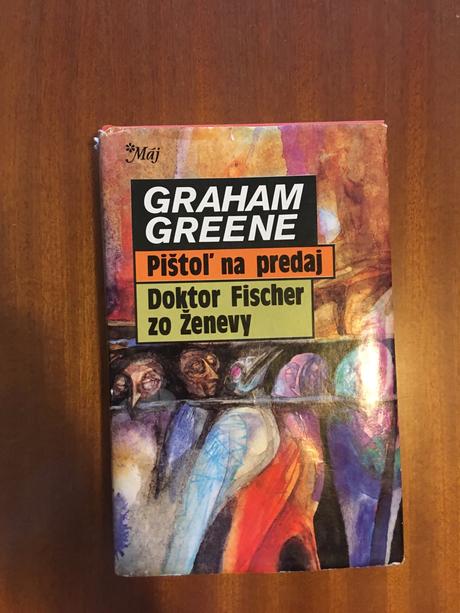 *Máj
GRAHAM
GREENE
Pištoľ na predaj
Doktor Fischer
zo Ženevy